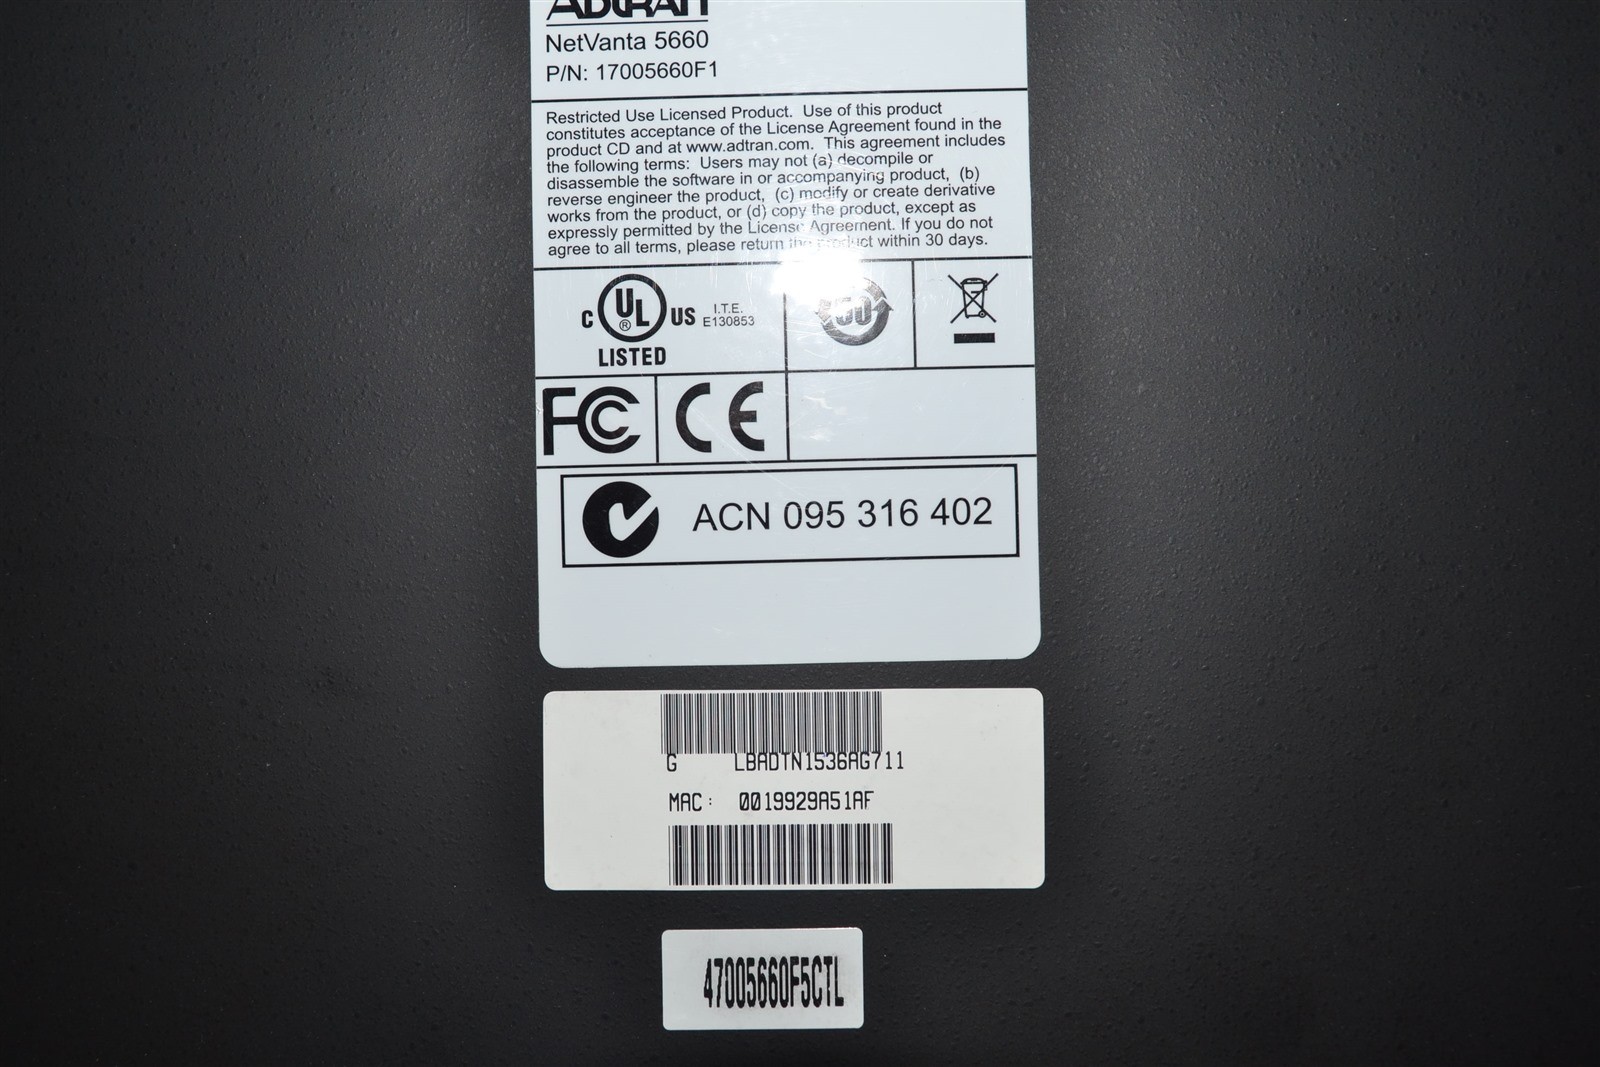 ADTRAN
NetVanta 5660
P/N: 17005660F1
Restricted Use Licensed Product. Use of this product
constitutes acceptance of the License Agreement found in the
product CD and at www.adtran.com. This agreement includes
the following terms: Users may not (a) decompile or
disassemble the software in or accompanying product, (b)
reverse engineer the product, (c) modify or create derivative
works from the product, or (d) copy the product, except as
expressly permitted by the License Agreement. If you do not
agree to all terms, please return the product within 30 days.
C UL ® US I.T.E.
E130853
LISTED
50
FC CE
ACN 095 316 402
G LBADTN1536AG711
MAC: 0019929A51AF
47005660F5CTL